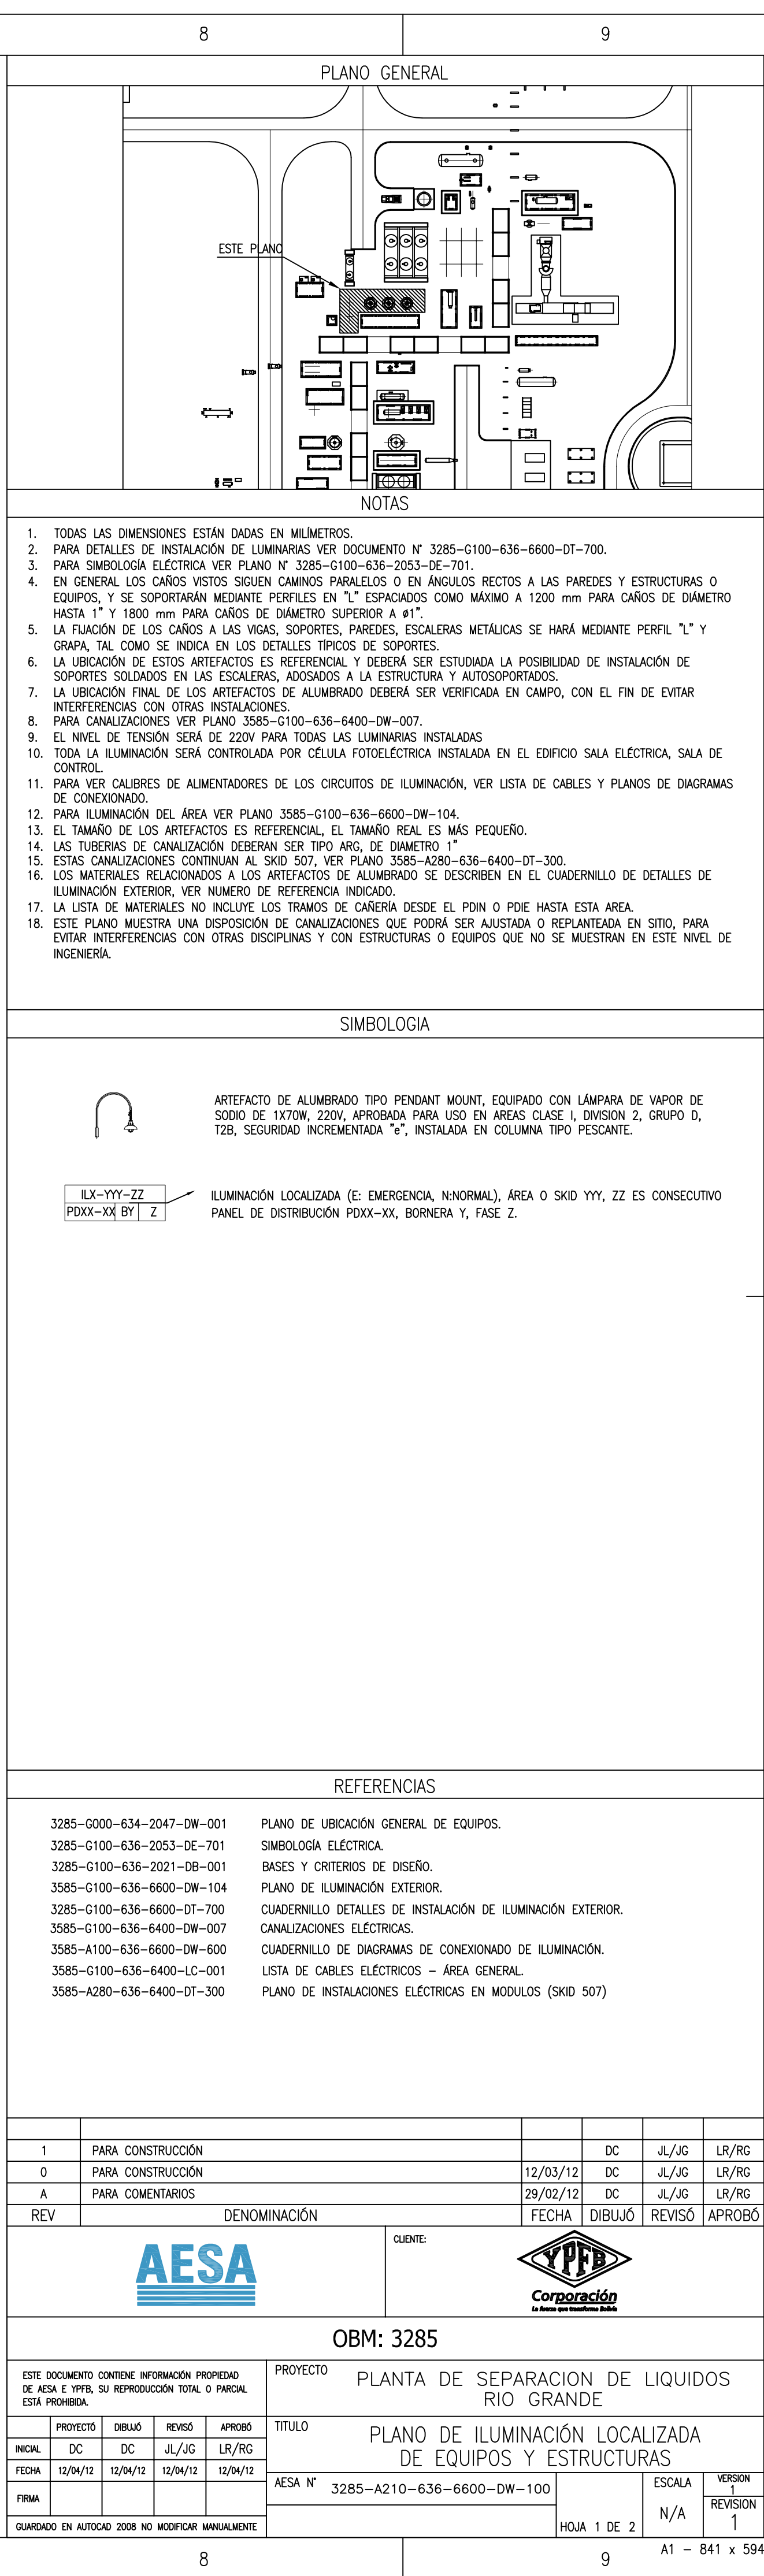 8 9
PLANO GENERAL
ESTE PLANO
NOTAS
1. TODAS LAS DIMENSIONES ESTÁN DADAS EN MILÍMETROS.
2. PARA DETALLES DE INSTALACIÓN DE LUMINARIAS VER DOCUMENTO N° 3285-G100-636-6600-DT-700.
3. PARA SIMBOLOGÍA ELÉCTRICA VER PLANO N° 3285-G100-636-2053-DE-701.
4. EN GENERAL LOS CAÑOS VISTOS SIGUEN CAMINOS PARALELOS O EN ÁNGULOS RECTOS A LAS PAREDES Y ESTRUCTURAS O
EQUIPOS, Y SE SOPORTARÁN MEDIANTE PERFILES EN "L" ESPACIADOS COMO MÁXIMO A 1200 mm PARA CAÑOS DE DIÁMETRO
HASTA 1" Y 1800 mm PARA CAÑOS DE DIÁMETRO SUPERIOR A ø1".
5. LA FIJACIÓN DE LOS CAÑOS A LAS VIGAS, SOPORTES, PAREDES, ESCALERAS METÁLICAS SE HARÁ MEDIANTE PERFIL "L" Y
GRAPA, TAL COMO SE INDICA EN LOS DETALLES TÍPICOS DE SOPORTES.
6. LA UBICACIÓN DE ESTOS ARTEFACTOS ES REFERENCIAL Y DEBERÁ SER ESTUDIADA LA POSIBILIDAD DE INSTALACIÓN DE
SOPORTES SOLDADOS EN LAS ESCALERAS, ADOSADOS A LA ESTRUCTURA Y AUTOSOPORTADOS.
7. LA UBICACIÓN FINAL DE LOS ARTEFACTOS DE ALUMBRADO DEBERÁ SER VERIFICADA EN CAMPO, CON EL FIN DE EVITAR
INTERFERENCIAS CON OTRAS INSTALACIONES.
8. PARA CANALIZACIONES VER PLANO 3585-G100-636-6400-DW-007.
9. EL NIVEL DE TENSIÓN SERÁ DE 220V PARA TODAS LAS LUMINARIAS INSTALADAS
10. TODA LA ILUMINACIÓN SERÁ CONTROLADA POR CÉLULA FOTOELÉCTRICA INSTALADA EN EL EDIFICIO SALA ELÉCTRICA, SALA DE
CONTROL.
11. PARA VER CALIBRES DE ALIMENTADORES DE LOS CIRCUITOS DE ILUMINACIÓN, VER LISTA DE CABLES Y PLANOS DE DIAGRAMAS
DE CONEXIONADO.
12. PARA ILUMINACIÓN DEL ÁREA VER PLANO 3585-G100-636-6600-DW-104.
13. EL TAMAÑO DE LOS ARTEFACTOS ES REFERENCIAL, EL TAMAÑO REAL ES MÁS PEQUEÑO.
14. LAS TUBERIAS DE CANALIZACIÓN DEBERAN SER TIPO ARG, DE DIAMETRO 1"
15. ESTAS CANALIZACIONES CONTINUAN AL SKID 507, VER PLANO 3585-A280-636-6400-DT-300.
16. LOS MATERIALES RELACIONADOS A LOS ARTEFACTOS DE ALUMBRADO SE DESCRIBEN EN EL CUADERNILLO DE DETALLES DE
ILUMINACIÓN EXTERIOR, VER NUMERO DE REFERENCIA INDICADO.
17. LA LISTA DE MATERIALES NO INCLUYE LOS TRAMOS DE CAÑERÍA DESDE EL PDIN O PDIE HASTA ESTA AREA.
18. ESTE PLANO MUESTRA UNA DISPOSICIÓN DE CANALIZACIONES QUE PODRÁ SER AJUSTADA O REPLANTEADA EN SITIO, PARA
EVITAR INTERFERENCIAS CON OTRAS DISCIPLINAS Y CON ESTRUCTURAS O EQUIPOS QUE NO SE MUESTRAN EN ESTE NIVEL DE
INGENIERÍA.
SIMBOLOGIA
ARTEFACTO DE ALUMBRADO TIPO PENDANT MOUNT, EQUIPADO CON LÁMPARA DE VAPOR DE
SODIO DE 1X70W, 220V, APROBADA PARA USO EN AREAS CLASE I, DIVISION 2, GRUPO D,
T2B, SEGURIDAD INCREMENTADA "e", INSTALADA EN COLUMNA TIPO PESCANTE.
ILX-YYY-ZZ
PDXX-XX BY Z
ILUMINACIÓN LOCALIZADA (E: EMERGENCIA, N:NORMAL), ÁREA O SKID YYY, ZZ ES CONSECUTIVO
PANEL DE DISTRIBUCIÓN PDXX-XX, BORNERA Y, FASE Z.
REFERENCIAS
3285-G000-634-2047-DW-001 PLANO DE UBICACIÓN GENERAL DE EQUIPOS.
3285-G100-636-2053-DE-701 SIMBOLOGÍA ELÉCTRICA.
3285-G100-636-2021-DB-001 BASES Y CRITERIOS DE DISEÑO.
3585-G100-636-6600-DW-104 PLANO DE ILUMINACIÓN EXTERIOR.
3285-G100-636-6600-DT-700 CUADERNILLO DETALLES DE INSTALACIÓN DE ILUMINACIÓN EXTERIOR.
3585-G100-636-6400-DW-007 CANALIZACIONES ELÉCTRICAS.
3585-A100-636-6600-DW-600 CUADERNILLO DE DIAGRAMAS DE CONEXIONADO DE ILUMINACIÓN.
3585-G100-636-6400-LC-001 LISTA DE CABLES ELÉCTRICOS - ÁREA GENERAL.
3585-A280-636-6400-DT-300 PLANO DE INSTALACIONES ELÉCTRICAS EN MODULOS (SKID 507)
1 PARA CONSTRUCCIÓN DC JL/JG LR/RG
0 PARA CONSTRUCCIÓN 12/03/12 DC JL/JG LR/RG
A PARA COMENTARIOS 29/02/12 DC JL/JG LR/RG
REV DENOMINACIÓN FECHA DIBUJÓ REVISÓ APROBÓ
AESA
CLIENTE:
YPFB
Corporación
La fuerza que transforma Bolivia
OBM: 3285
ESTE DOCUMENTO CONTIENE INFORMACIÓN PROPIEDAD
DE AESA E YPFB, SU REPRODUCCIÓN TOTAL O PARCIAL
ESTÁ PROHIBIDA.
PROYECTO PLANTA DE SEPARACION DE LIQUIDOS
RIO GRANDE
PROYECTÓ DIBUJÓ REVISÓ APROBÓ
INICIAL DC DC JL/JG LR/RG
FECHA 12/04/12 12/04/12 12/04/12 12/04/12
FIRMA
GUARDADO EN AUTOCAD 2008 NO MODIFICAR MANUALMENTE
TITULO PLANO DE ILUMINACIÓN LOCALIZADA
DE EQUIPOS Y ESTRUCTURAS
AESA N° 3285-A210-636-6600-DW-100
HOJA 1 DE 2
ESCALA
N/A
VERSION
1
REVISION
1
8 9
A1 - 841 x 594